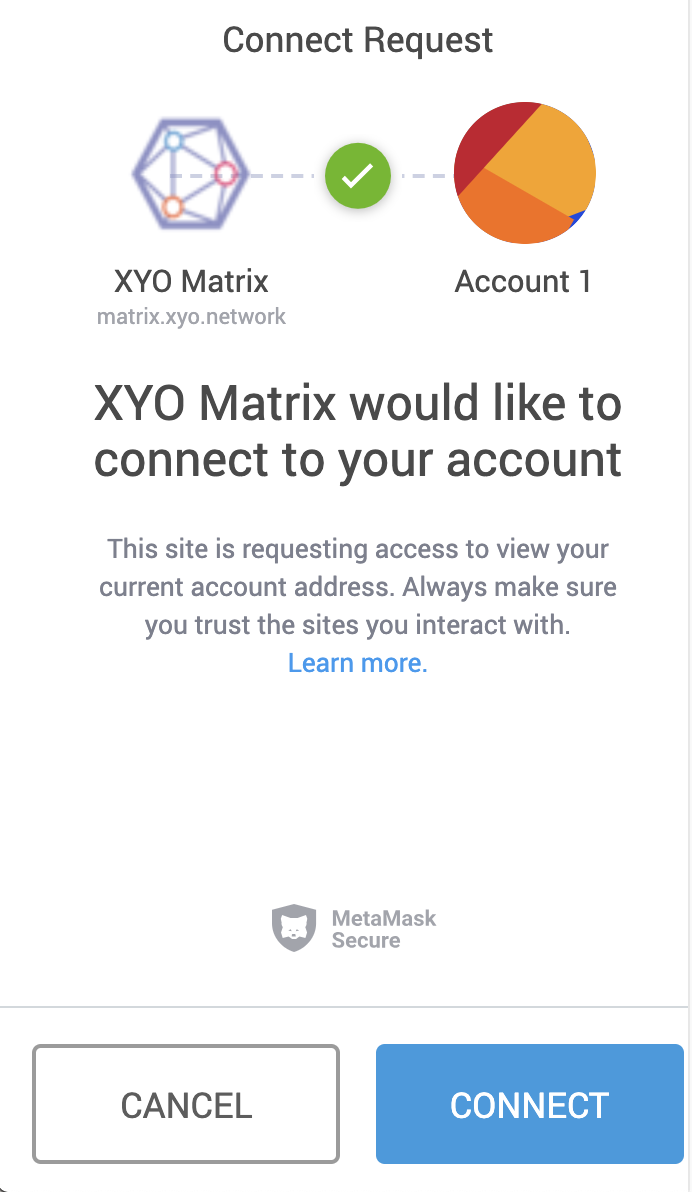 Connect Request
XYO Matrix
matrix.xyo.network
Account 1
XYO Matrix would like to
connect to your account
This site is requesting access to view your
current account address. Always make sure
you trust the sites you interact with.
Learn more.
MetaMask
Secure
CANCEL
CONNECT